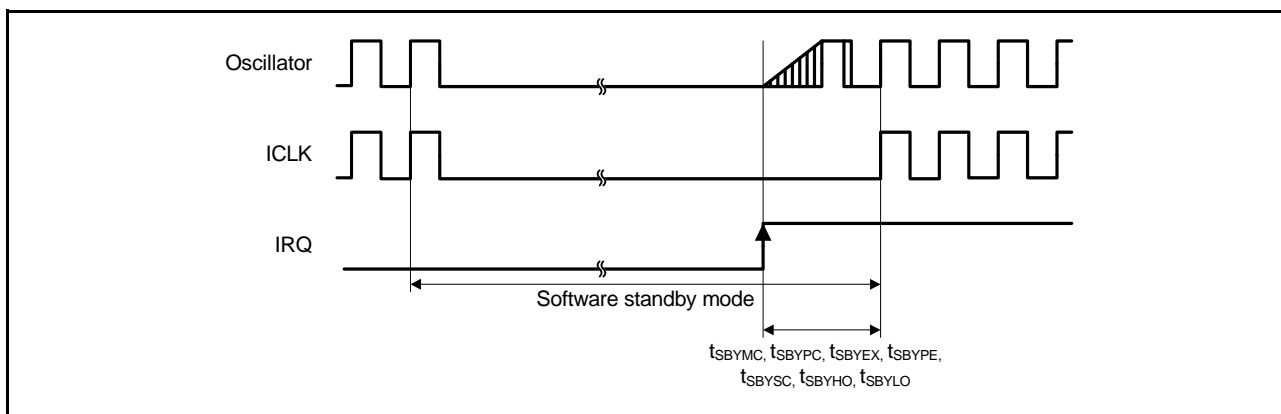 Oscillator
ICLK
IRQ
Software standby mode
tSBYMC, tSBYPC, tSBYEX, tSBYPE,
tSBYSC, tSBYHO, tSBYLO